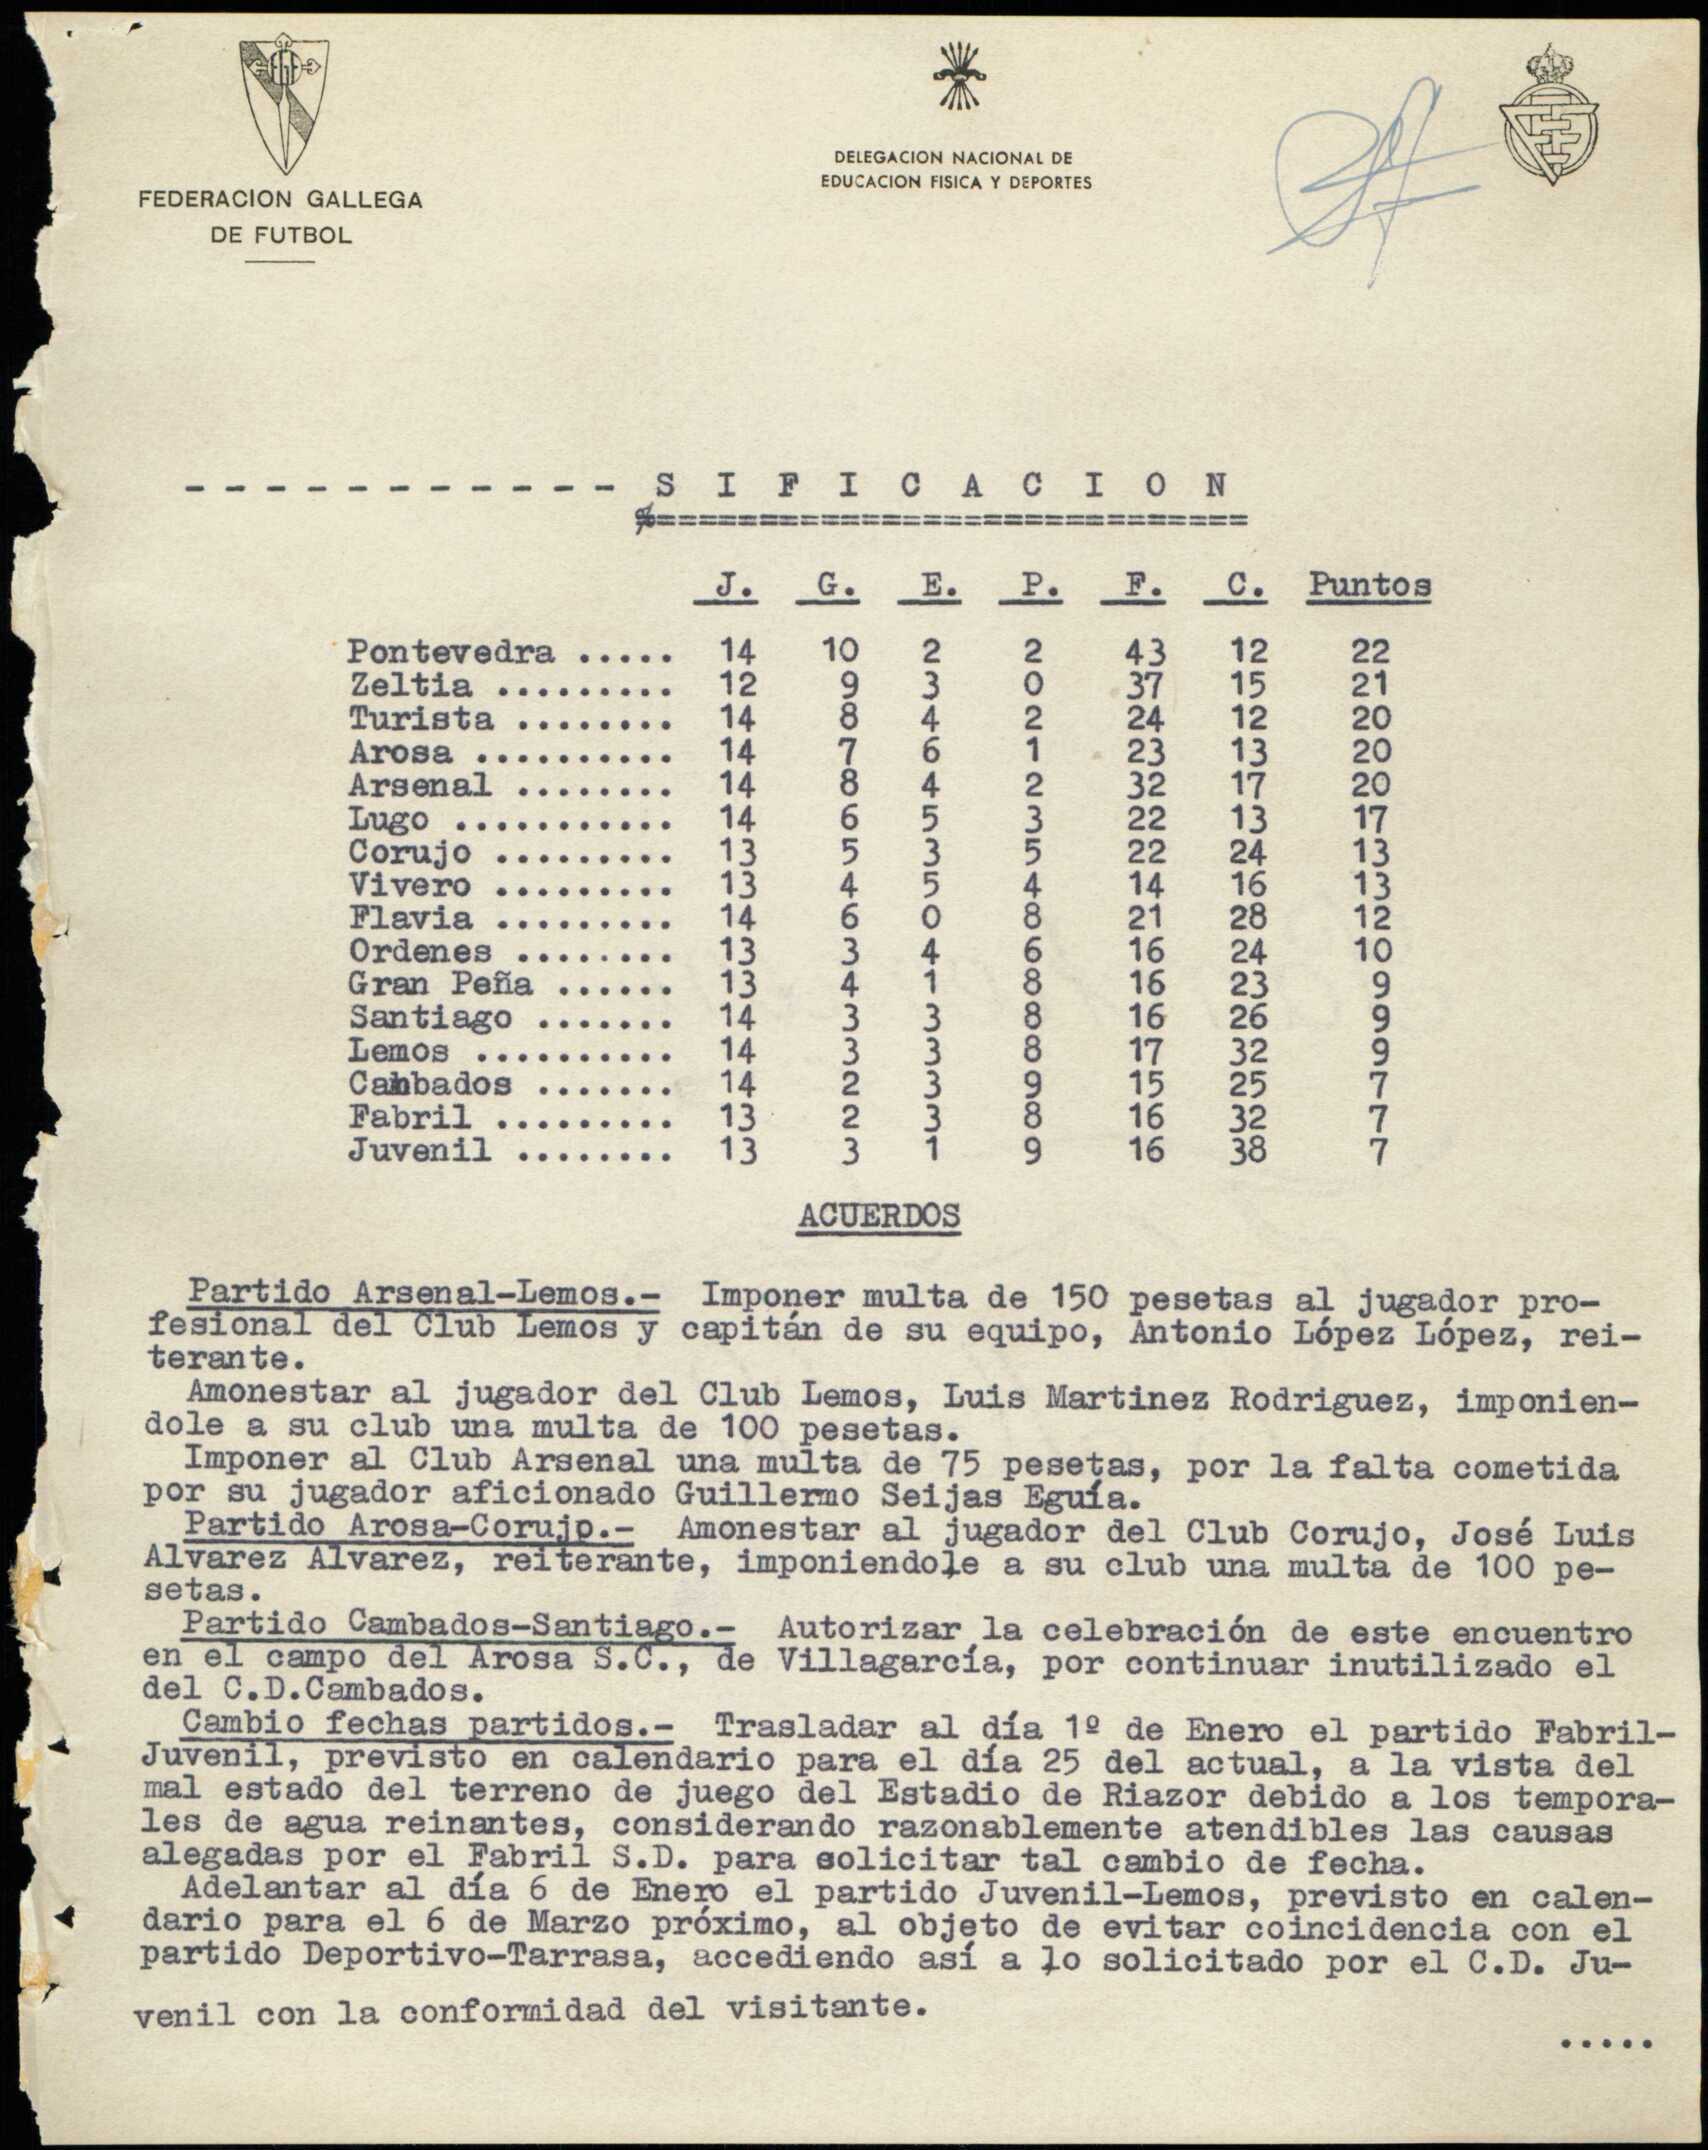 FEDERACION GALLEGA
DE FUTBOL
DELEGACION NACIONAL DE
EDUCACION FISICA Y DEPORTES
- - - - - - - - - - - S I F I C A C I O N
%=============================
J. G. E. P. F. C. Puntos
Pontevedra ..... 14 10 2 2 43 12 22
Zeltia ......... 12 9 3 0 37 15 21
Turista ........ 14 8 4 2 24 12 20
Arosa .......... 14 7 6 1 23 13 20
Arsenal ........ 14 8 4 2 32 17 20
Lugo ........... 14 6 5 3 22 13 17
Corujo ......... 13 5 3 5 22 24 13
Vivero ......... 13 4 5 4 14 16 13
Flavia ......... 14 6 0 8 21 28 12
Ordenes ........ 13 3 4 6 16 24 10
Gran Peña ...... 13 4 1 8 16 23 9
Santiago ....... 14 3 3 8 16 26 9
Lemos .......... 14 3 3 8 17 32 9
Cambados ....... 14 2 3 9 15 25 7
Fabril ......... 13 2 3 8 16 32 7
Juvenil ........ 13 3 1 9 16 38 7
ACUERDOS
Partido Arsenal-Lemos.- Imponer multa de 150 pesetas al jugador pro-
fesional del Club Lemos y capitán de su equipo, Antonio López López, rei-
terante.
Amonestar al jugador del Club Lemos, Luis Martinez Rodriguez, imponien-
dole a su club una multa de 100 pesetas.
Imponer al Club Arsenal una multa de 75 pesetas, por la falta cometida
por su jugador aficionado Guillermo Seijas Eguía.
Partido Arosa-Corujo.- Amonestar al jugador del Club Corujo, José Luis
Alvarez Alvarez, reiterante, imponiendole a su club una multa de 100 pe-
setas.
Partido Cambados-Santiago.- Autorizar la celebración de este encuentro
en el campo del Arosa S.C., de Villagarcía, por continuar inutilizado el
del C.D.Cambados.
Cambio fechas partidos.- Trasladar al día 1º de Enero el partido Fabril-
Juvenil, previsto en calendario para el día 25 del actual, a la vista del
mal estado del terreno de juego del Estadio de Riazor debido a los tempora-
les de agua reinantes, considerando razonablemente atendibles las causas
alegadas por el Fabril S.D. para solicitar tal cambio de fecha.
Adelantar al día 6 de Enero el partido Juvenil-Lemos, previsto en calen-
dario para el 6 de Marzo próximo, al objeto de evitar coincidencia con el
partido Deportivo-Tarrasa, accediendo así a lo solicitado por el C.D. Ju-
venil con la conformidad del visitante.
.....